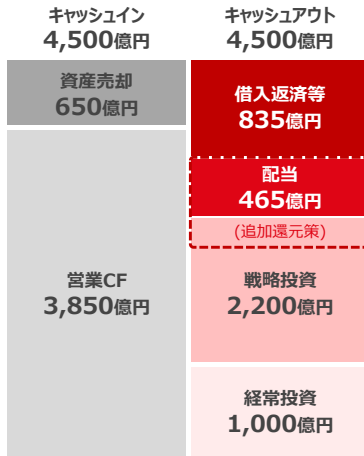 キャッシュイン
4,500億円
資産売却
650億円
営業CF
3,850億円
キャッシュアウト
4,500億円
借入返済等
835億円
配当
465億円
(追加還元策)
戦略投資
2,200億円
経常投資
1,000億円